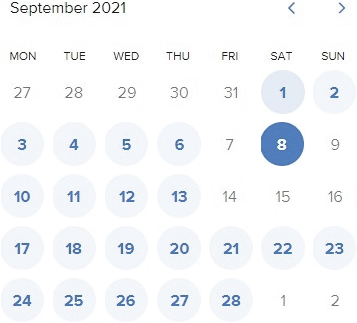 September 2021
MON TUE WED THU FRI SAT SUN
27 28 29 30 31 1 2
3 4 5 6 7 8 9
10 11 12 13 14 15 16
17 18 19 20 21 22 23
24 25 26 27 28 1 2